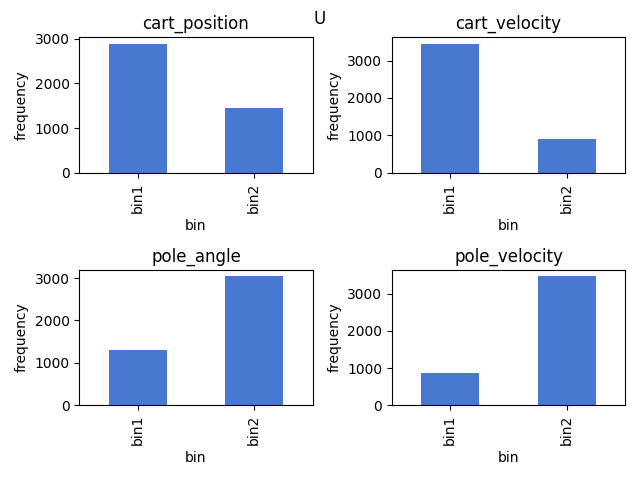 U
cart_position
3000
2000
1000
0
frequency
bin1
bin2
bin
cart_velocity
3000
2000
1000
0
frequency
bin1
bin2
bin
pole_angle
3000
2000
1000
0
frequency
bin1
bin2
bin
pole_velocity
3000
2000
1000
0
frequency
bin1
bin2
bin